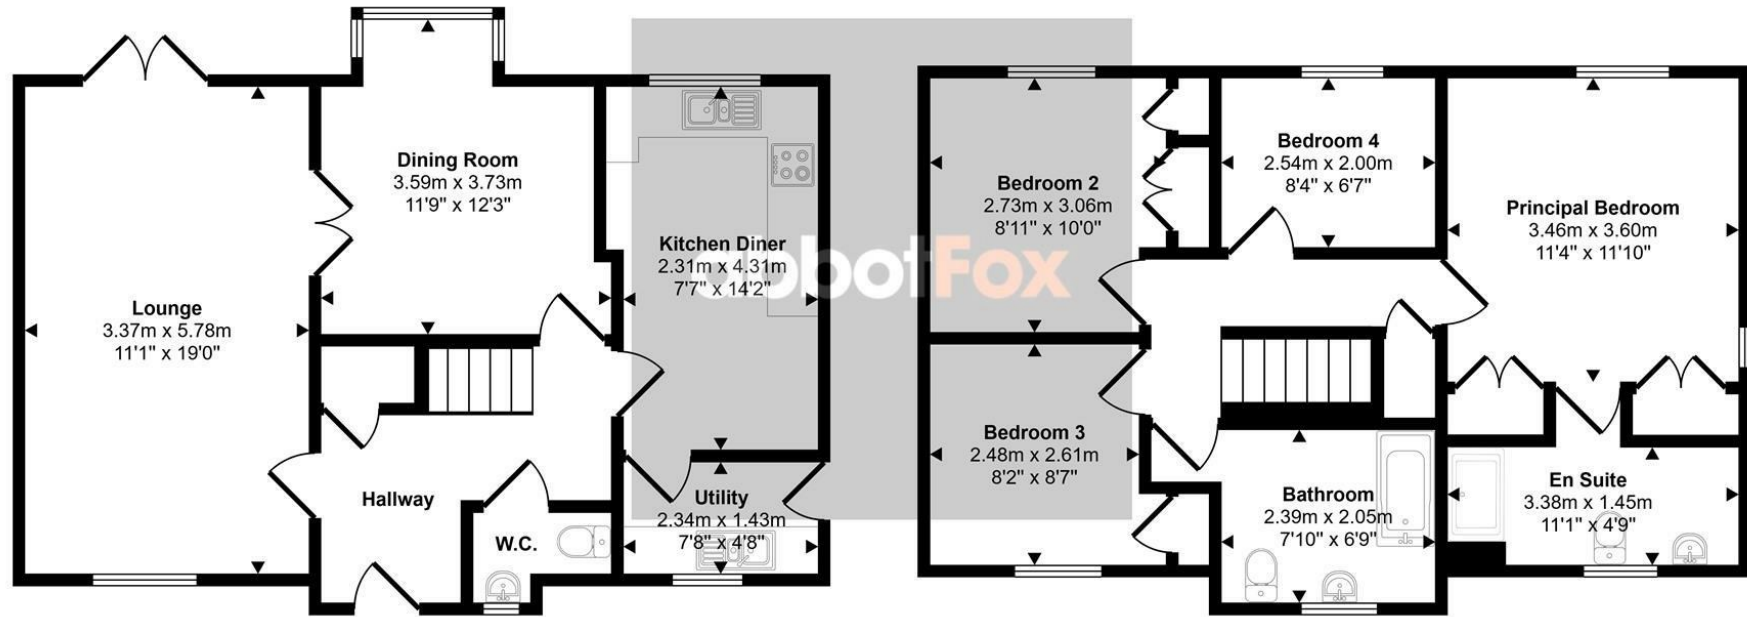 Lounge
3.37m x 5.78m
11'1" x 19'0"
Dining Room
3.59m x 3.73m
11'9" x 12'3"
Kitchen Diner
2.31m x 4.31m
7'7" x 14'2"
Hallway
W.C.
Utility
2.34m x 1.43m
7'8" x 4'8"
abbotFox
Bedroom 2
2.73m x 3.06m
8'11" x 10'0"
Bedroom 4
2.54m x 2.00m
8'4" x 6'7"
Principal Bedroom
3.46m x 3.60m
11'4" x 11'10"
Bedroom 3
2.48m x 2.61m
8'2" x 8'7"
Bathroom
2.39m x 2.05m
7'10" x 6'9"
En Suite
3.38m x 1.45m
11'1" x 4'9"